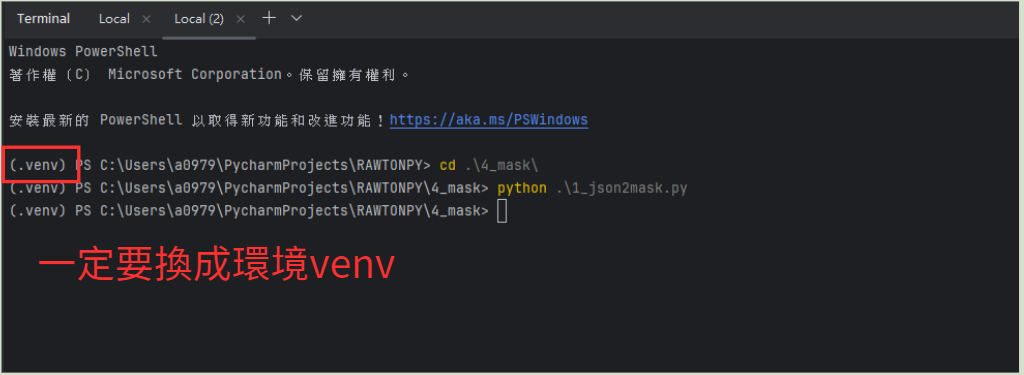 Terminal Local × Local (2) × +
Windows PowerShell
著作權 (C) Microsoft Corporation。保留擁有權利。
安裝最新的 PowerShell 以取得新功能和改進功能！https://aka.ms/PSWindows
(.venv) PS C:\Users\a0979\PycharmProjects\RAWTONPY> cd .\4_mask\
(.venv) PS C:\Users\a0979\PycharmProjects\RAWTONPY\4_mask> python .\1_json2mask.py
(.venv) PS C:\Users\a0979\PycharmProjects\RAWTONPY\4_mask>
一定要換成環境venv